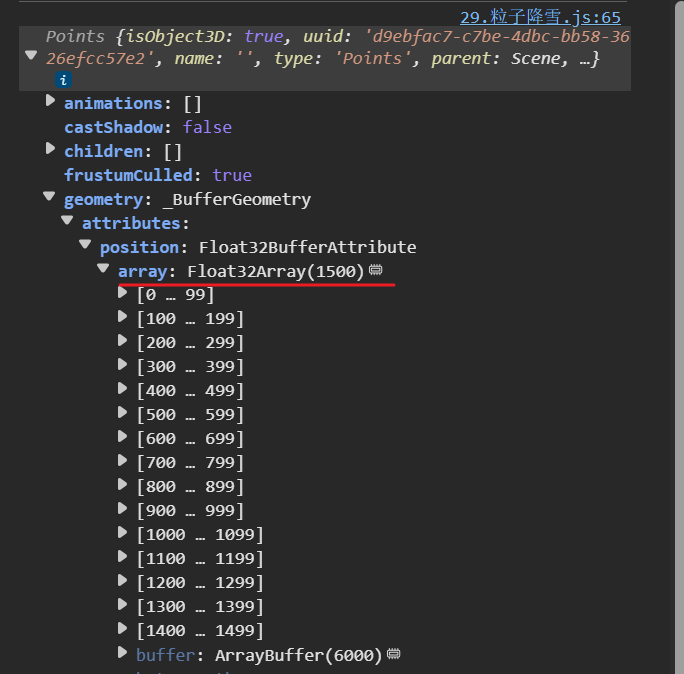 29.粒子降雪.js:65
Points {isObject3D: true, uuid: 'd9ebfac7-c7be-4dbc-bb58-36
26efcc57e2', name: '', type: 'Points', parent: Scene, …}
i
animations: []
castShadow: false
children: []
frustumCulled: true
geometry: _BufferGeometry
attributes:
position: Float32BufferAttribute
array: Float32Array(1500)
[0 … 99]
[100 … 199]
[200 … 299]
[300 … 399]
[400 … 499]
[500 … 599]
[600 … 699]
[700 … 799]
[800 … 899]
[900 … 999]
[1000 … 1099]
[1100 … 1199]
[1200 … 1299]
[1300 … 1399]
[1400 … 1499]
buffer: ArrayBuffer(6000)